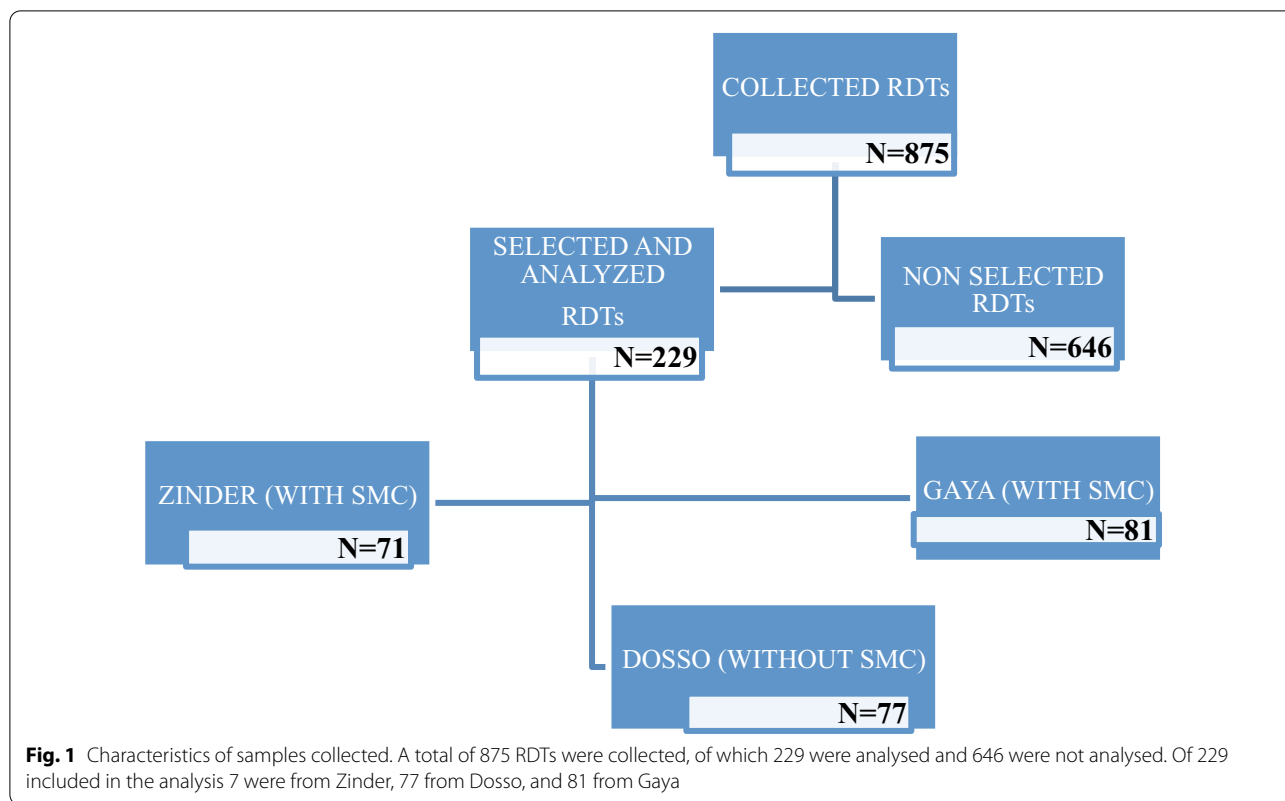 COLLECTED RDTs
N=875
SELECTED AND
ANALYZED
RDTs
N=229
NON SELECTED
RDTs
N=646
ZINDER (WITH SMC)
N=71
GAYA (WITH SMC)
N=81
DOSSO (WITHOUT SMC)
N=77
Fig. 1 Characteristics of samples collected. A total of 875 RDTs were collected, of which 229 were analysed and 646 were not analysed. Of 229
included in the analysis 7 were from Zinder, 77 from Dosso, and 81 from Gaya